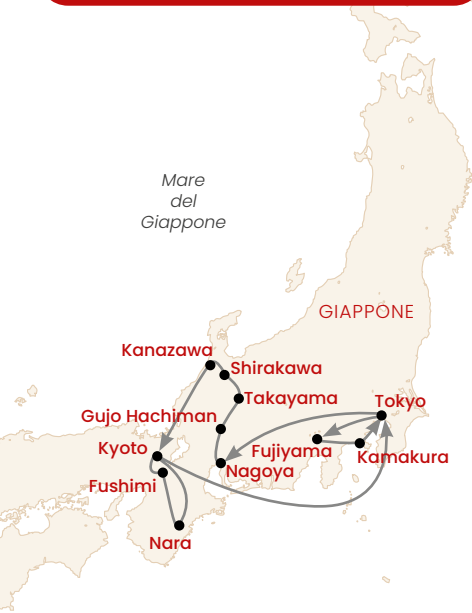 Mare
del
Giappone
GIAPPONE
Kanazawa
Shirakawa
Takayama
Tokyo
Gujo Hachiman
Kyoto
Fujiyama
Kamakura
Nagoya
Fushimi
Nara